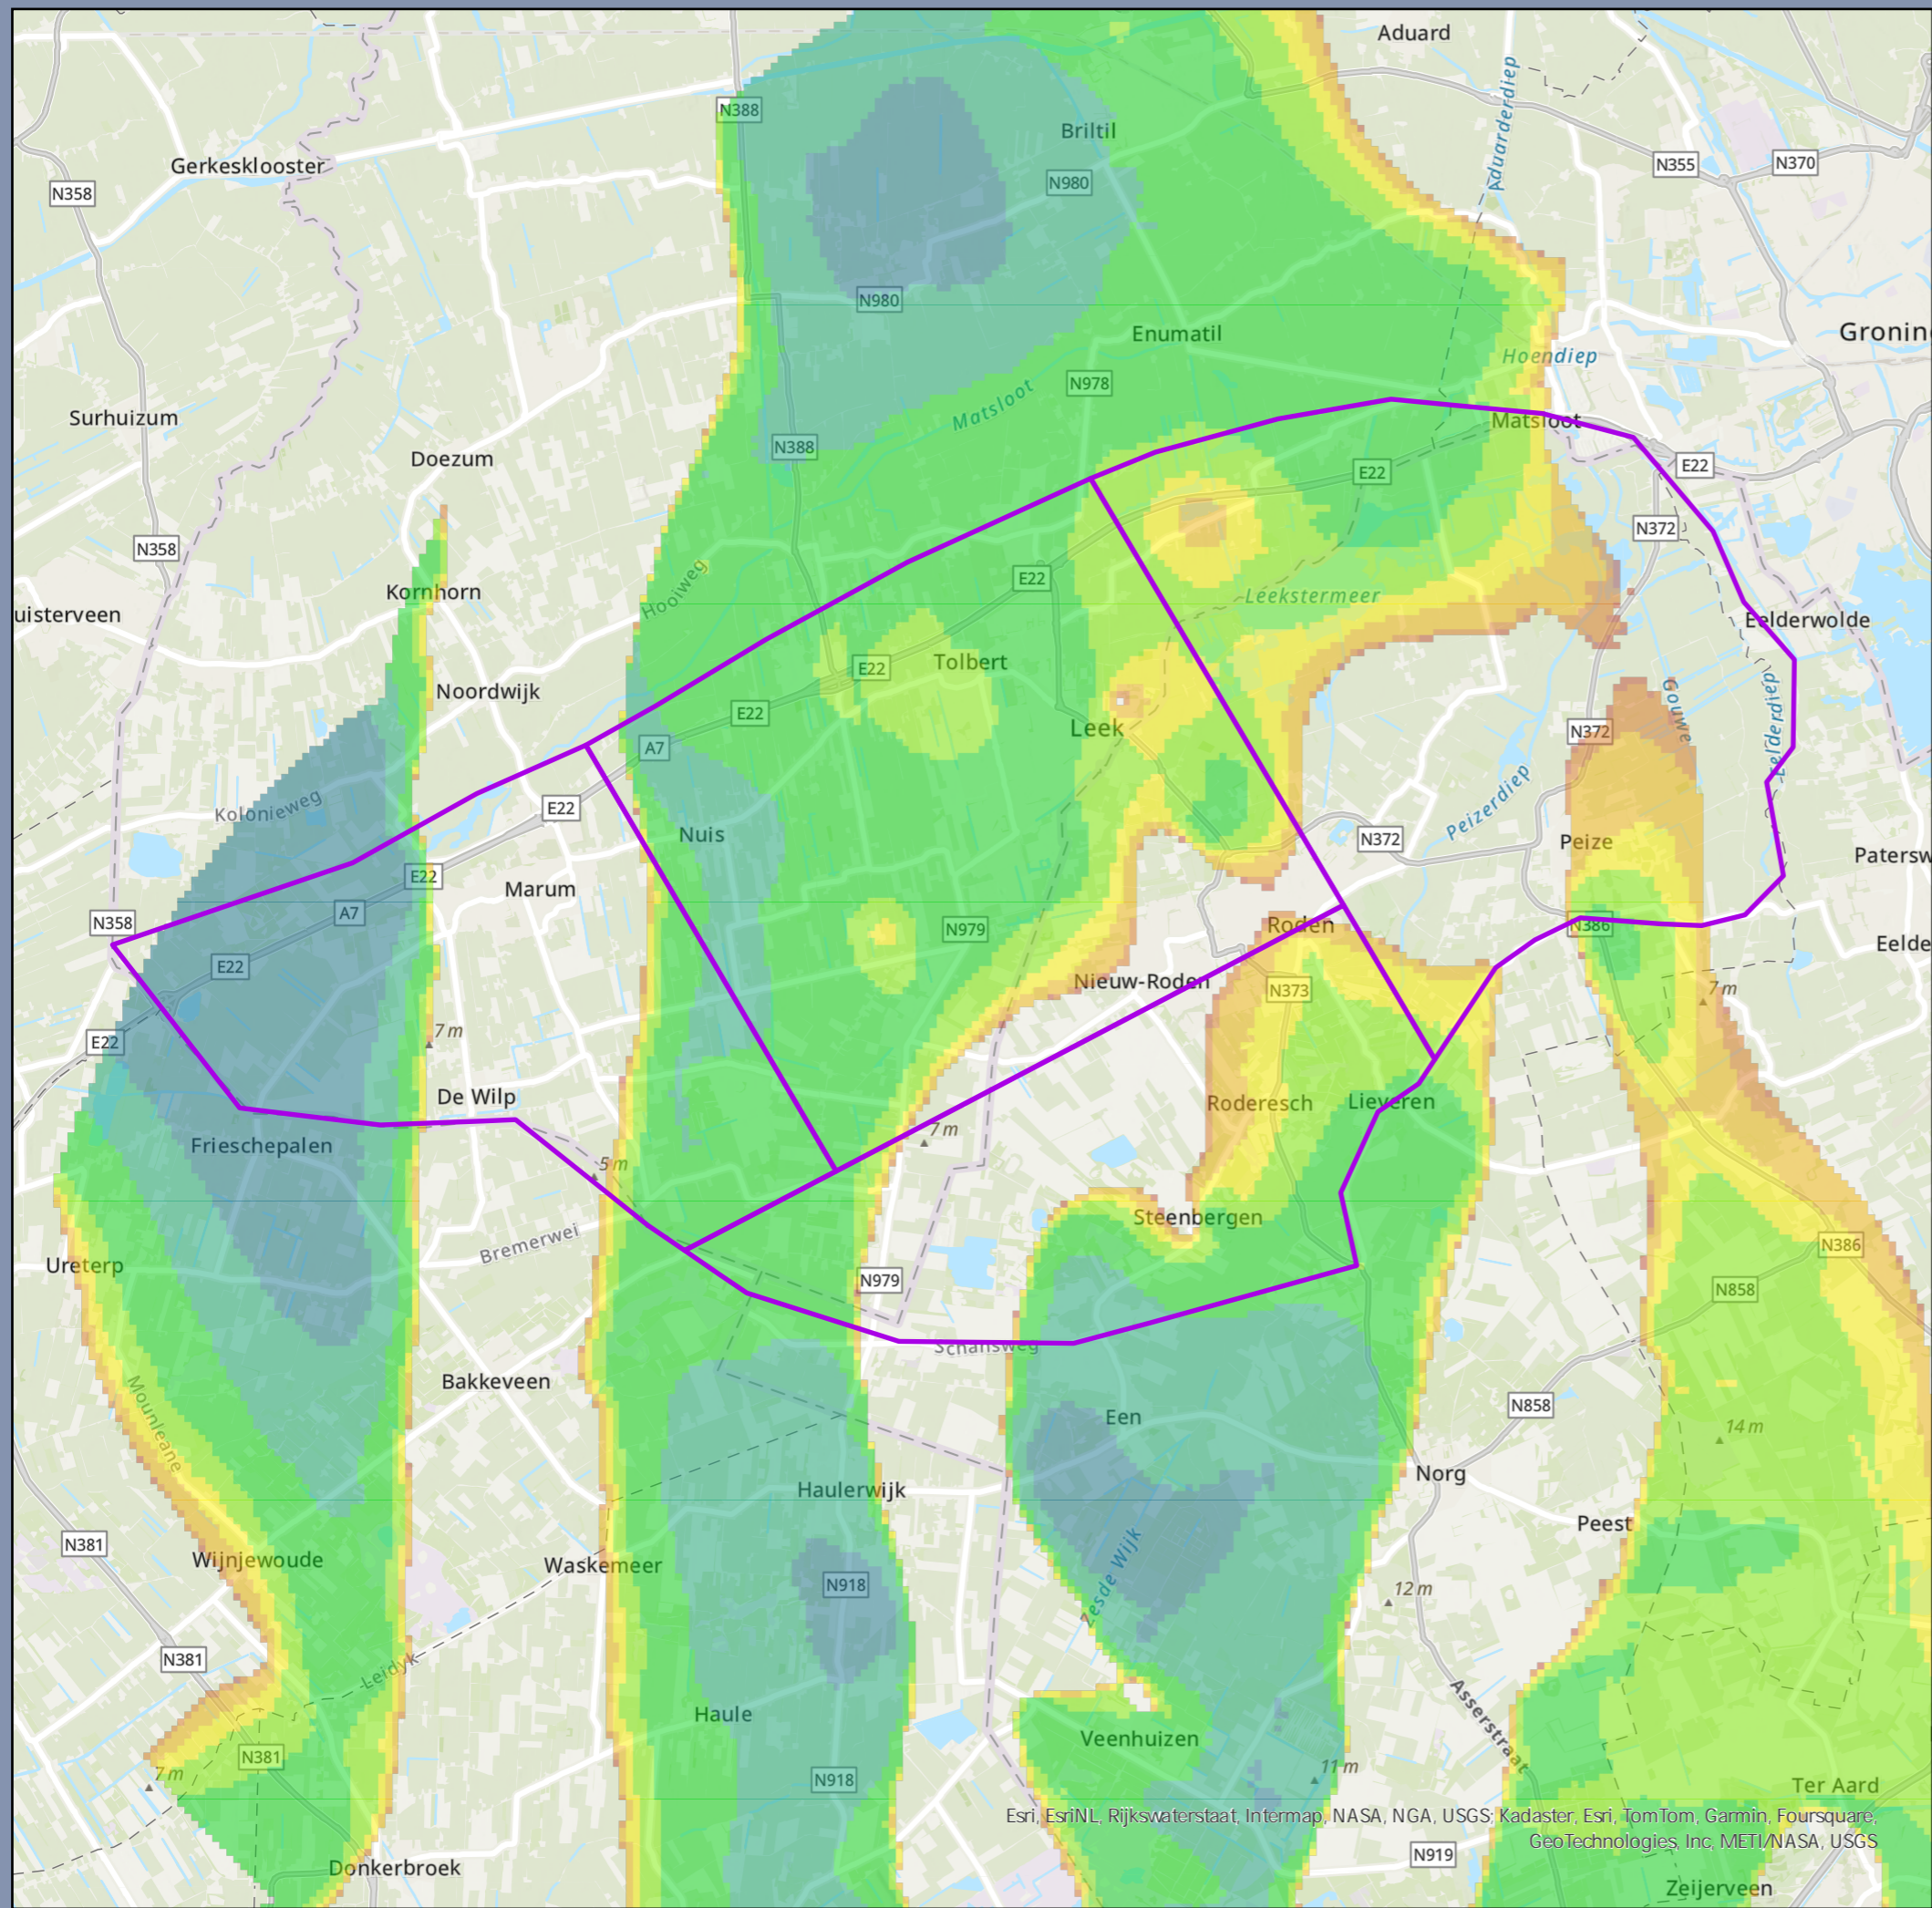 Aduard
N388
Briltil
Aduarderdiep
Gerkesklooster
N355
N370
N358
N980
N980
Enumatil
Groning
Hoendiep
N978
Matsloot
Surhuizum
N388
Matsloot
Doezum
E22
E22
N372
N358
Hooiweg
E22
Kornhorn
Leekstermeer
uisterveen
Eelderwolde
E22
Tolbert
Noordwijk
Gouwe
Eelderdiep
E22
Leek
N372
A7
Kolonieweg
E22
Peizerdiep
Nuis
N372
Peize
Patersw
E22
Marum
A7
N358
N979
Roden
N386
Eelde
E22
Nieuw-Roden
N373
7 m
7 m
E22
De Wilp
Roderesch
Lieveren
Frieschepalen
7 m
5 m
Steenbergen
Bremerwei
N386
Ureterp
N979
N858
Schansweg
Bakkeveen
Mounleane
N858
Een
14 m
Norg
Haulerwijk
Peest
N381
Wijnjewoude
Waskemeer
Zesde Wijk
N918
12 m
N381
Leidyk
Haule
Asserstraat
Veenhuizen
N381
7 m
11 m
N918
Ter Aard
Esri, EsriNL, Rijkswaterstaat, Intermap, NASA, NGA, USGS; Kadaster, Esri, TomTom, Garmin, Foursquare,
GeoTechnologies, Inc, METI/NASA, USGS
N919
Donkerbroek
Zeijerveen